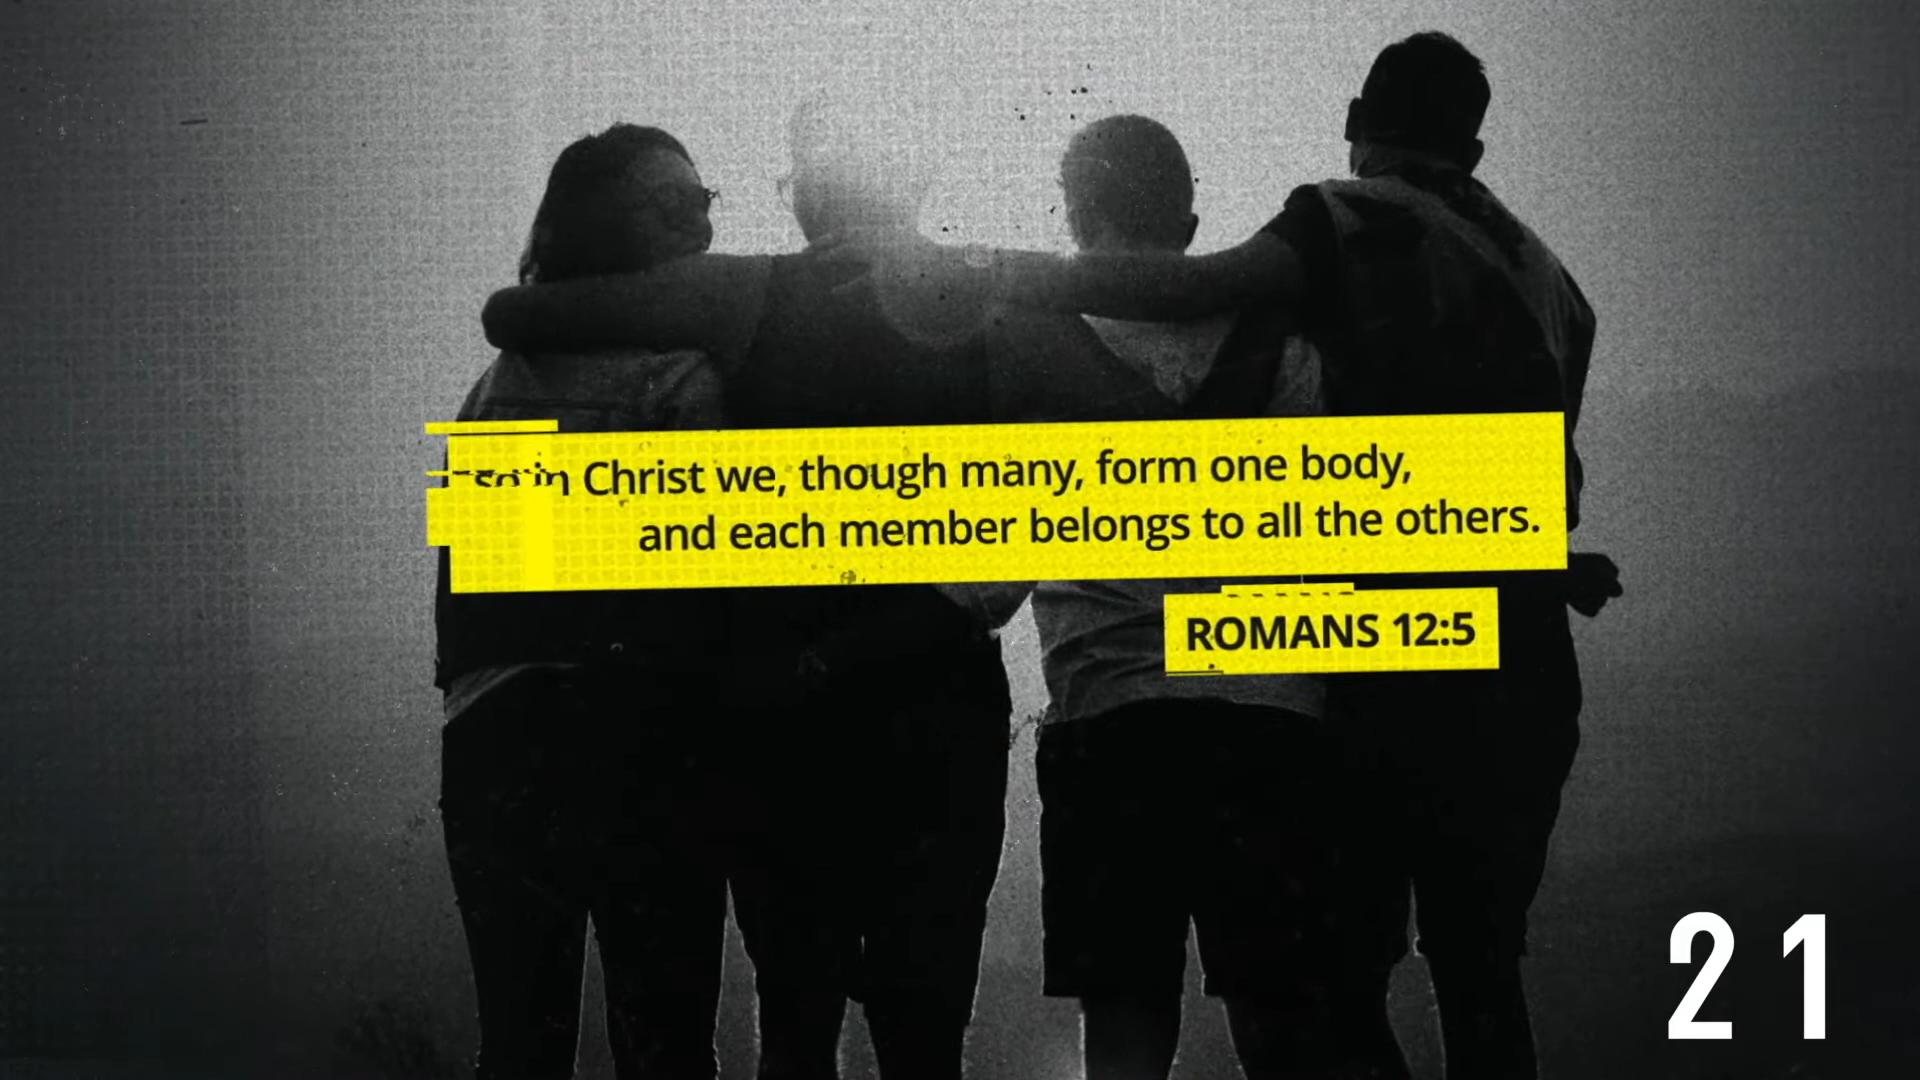 so in Christ we, though many, form one body,
and each member belongs to all the others.
ROMANS 12:5
21